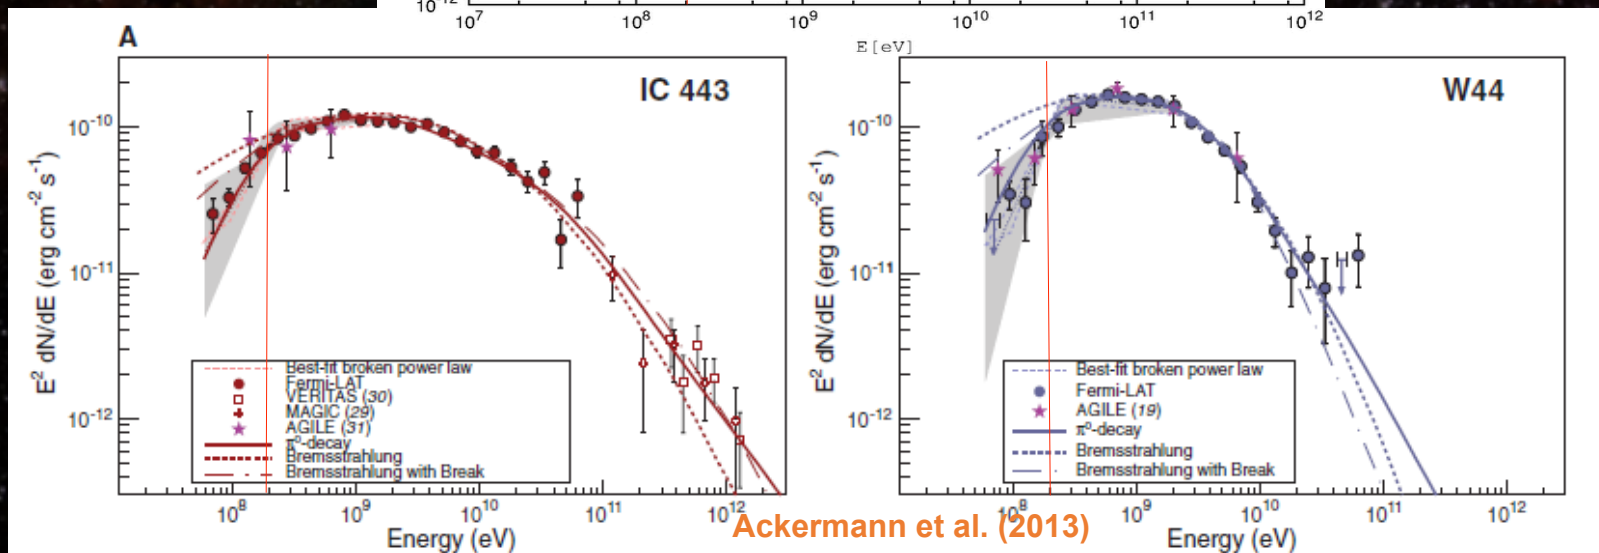 10⁻¹²
10⁷ 10⁸ 10⁹ 10¹⁰ 10¹¹ 10¹²
E[eV]
A
IC 443
E² dN/dE (erg cm⁻² s⁻¹)
10⁻¹⁰
10⁻¹¹
10⁻¹²
Best-fit broken power law
Fermi-LAT
VERITAS (30)
MAGIC (29)
AGILE (31)
π⁰-decay
Bremsstrahlung
Bremsstrahlung with Break
10⁸ 10⁹ 10¹⁰ 10¹¹ 10¹²
Energy (eV)
W44
E² dN/dE (erg cm⁻² s⁻¹)
10⁻¹⁰
10⁻¹¹
10⁻¹²
Best-fit broken power law
Fermi-LAT
AGILE (19)
π⁰-decay
Bremsstrahlung
Bremsstrahlung with Break
10⁸ 10⁹ 10¹⁰ 10¹¹ 10¹²
Energy (eV)
Ackermann et al. (2013)